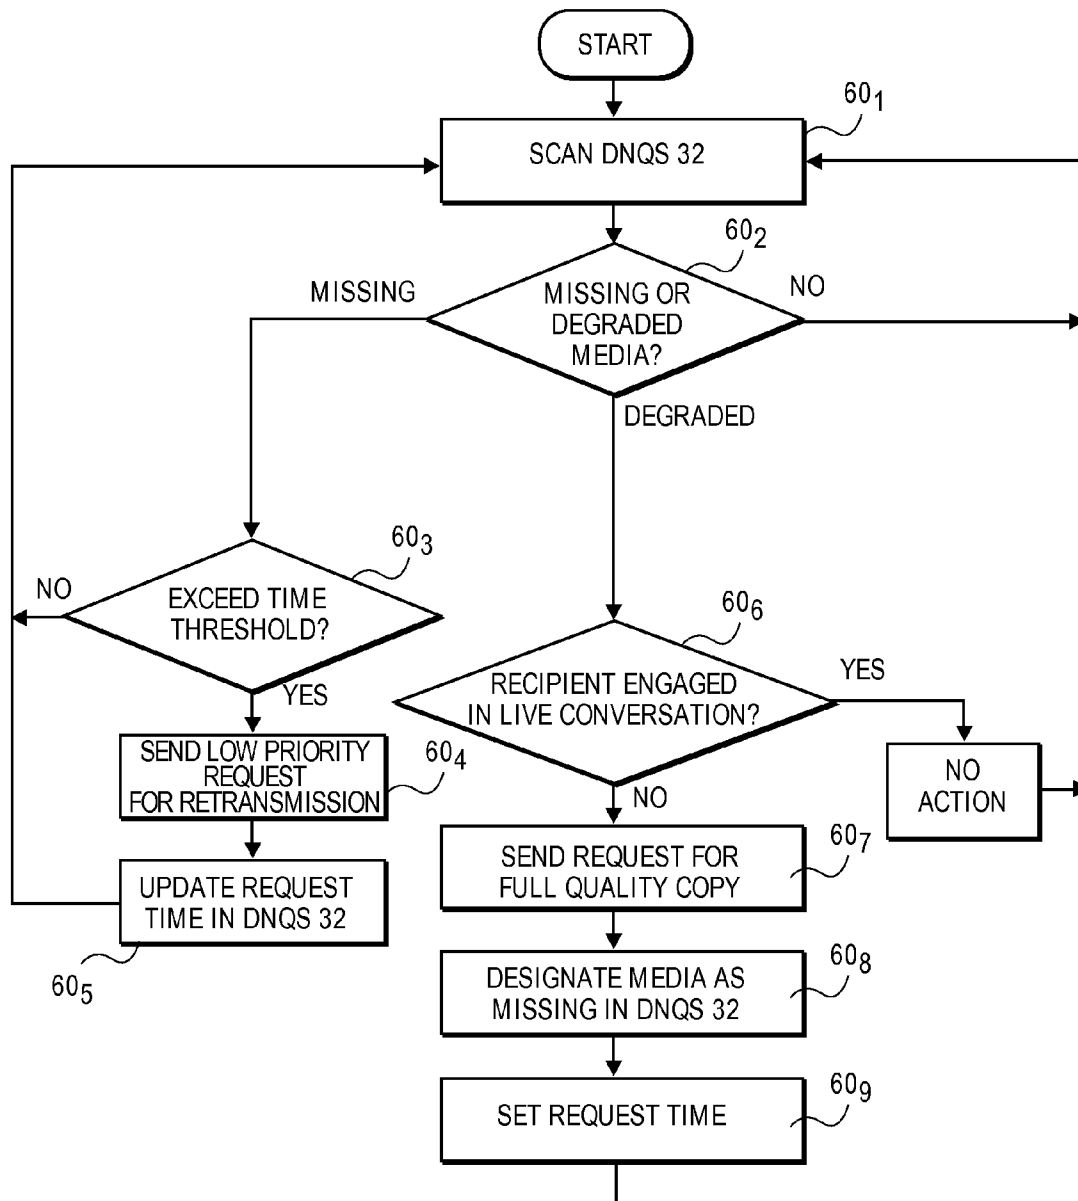 START
60₁
SCAN DNQS 32
60₂
MISSING
MISSING OR
DEGRADED
MEDIA?
NO
DEGRADED
60₃
NO
EXCEED TIME
THRESHOLD?
YES
60₆
RECIPIENT ENGAGED
IN LIVE CONVERSATION?
YES
SEND LOW PRIORITY
REQUEST
FOR RETRANSMISSION
60₄
NO
ACTION
NO
SEND REQUEST FOR
FULL QUALITY COPY
60₇
UPDATE REQUEST
TIME IN DNQS 32
60₅
DESIGNATE MEDIA AS
MISSING IN DNQS 32
60₈
SET REQUEST TIME
60₉